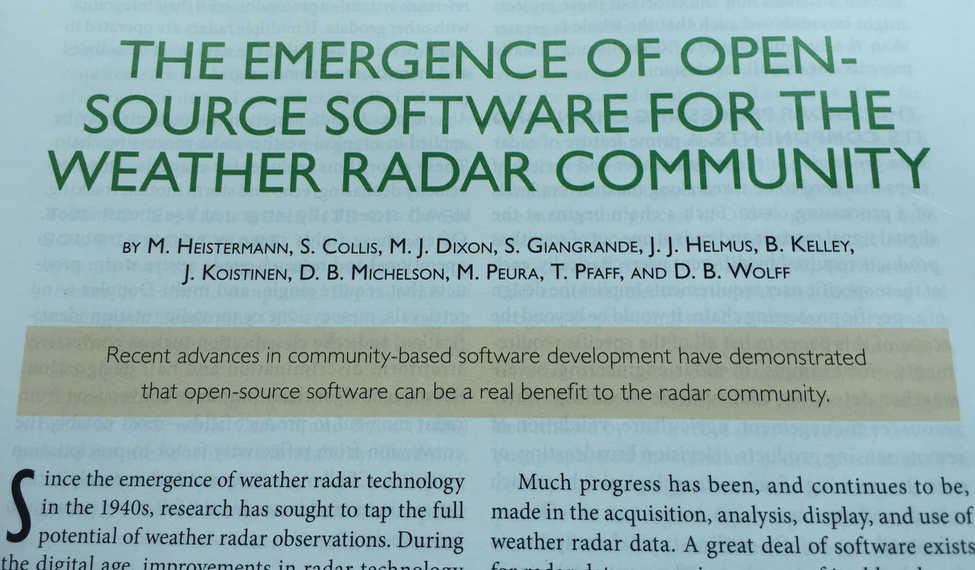 THE EMERGENCE OF OPEN-
SOURCE SOFTWARE FOR THE
WEATHER RADAR COMMUNITY
BY M. HEISTERMANN, S. COLLIS, M. J. DIXON, S. GIANGRANDE, J. J. HELMUS, B. KELLEY,
J. KOISTINEN, D. B. MICHELSON, M. PEURA, T. PFAFF, AND D. B. WOLFF
Recent advances in community-based software development have demonstrated
that open-source software can be a real benefit to the radar community.
Since the emergence of weather radar technology
in the 1940s, research has sought to tap the full
potential of weather radar observations. During
the digital age, improvements in radar technology
Much progress has been, and continues to be,
made in the acquisition, analysis, display, and use of
weather radar data. A great deal of software exists